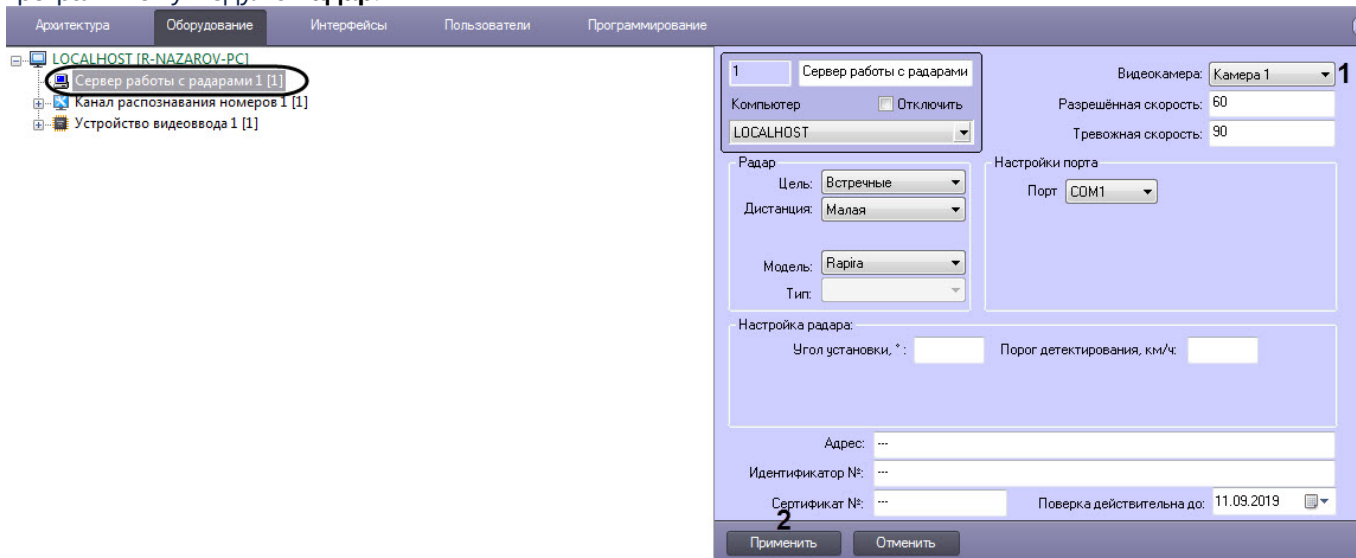 Архитектура Оборудование Интерфейсы Пользователи Программирование
LOCALHOST [R-NAZAROV-PC]
Сервер работы с радарами 1 [1]
Канал распознавания номеров 1 [1]
Устройство видеоввода 1 [1]
1 Сервер работы с радарами
Компьютер Отключить
LOCALHOST
Видеокамера: Камера 1 1
Разрешённая скорость: 60
Тревожная скорость: 90
Радар
Цель: Встречные
Дистанция: Малая
Модель: Rapira
Тип:
Настройки порта
Порт COM1
Настройка радара:
Угол установки, °: Порог детектирования, км/ч:
Адрес: ---
Идентификатор №: ---
Сертификат №: --- Поверка действительна до: 11.09.2019
2
Применить Отменить